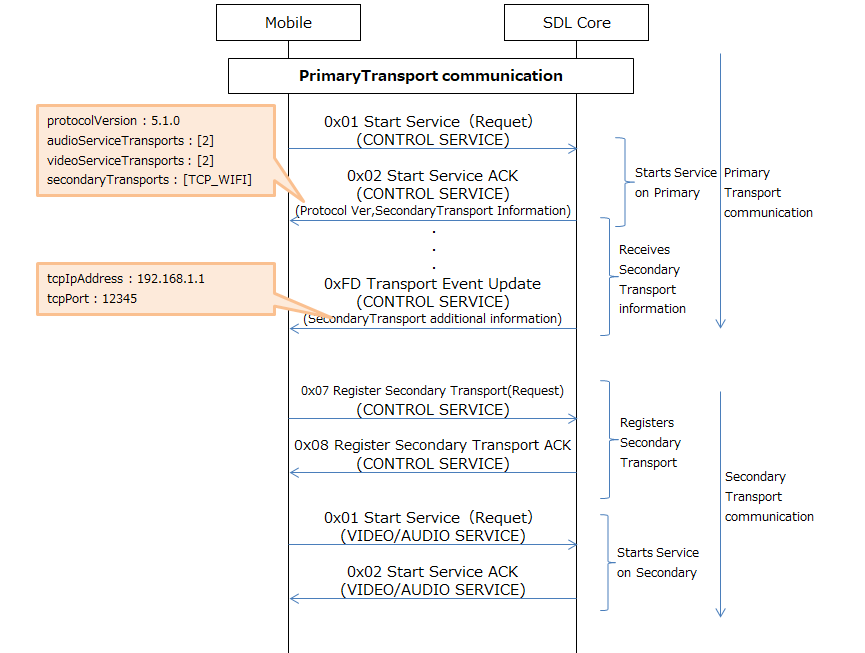 Mobile
SDL Core
PrimaryTransport communication
protocolVersion : 5.1.0
audioServiceTransports : [2]
videoServiceTransports : [2]
secondaryTransports : [TCP_WIFI]
0x01 Start Service（Requet）
(CONTROL SERVICE)
0x02 Start Service ACK
(CONTROL SERVICE)
(Protocol Ver,SecondaryTransport Information)
Starts Service
on Primary
Primary
Transport
communication
.
.
.
tcpIpAddress : 192.168.1.1
tcpPort : 12345
0xFD Transport Event Update
(CONTROL SERVICE)
(SecondaryTransport additional information)
Receives
Secondary
Transport
information
0x07 Register Secondary Transport(Request)
(CONTROL SERVICE)
0x08 Register Secondary Transport ACK
(CONTROL SERVICE)
Registers
Secondary
Transport
Secondary
Transport
communication
0x01 Start Service（Requet）
(VIDEO/AUDIO SERVICE)
0x02 Start Service ACK
(VIDEO/AUDIO SERVICE)
Starts Service
on Secondary